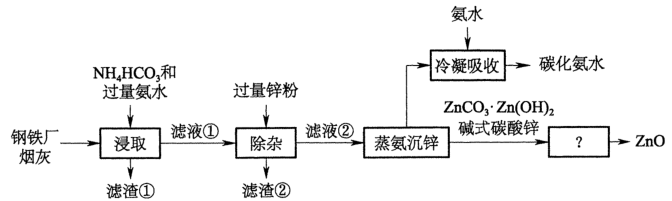 氨水
冷凝吸收
碳化氨水
NH₄HCO₃和
过量氨水
过量锌粉
ZnCO₃·Zn(OH)₂
碱式碳酸锌
钢铁厂
烟灰
浸取
滤液①
除杂
滤液②
蒸氨沉锌
?
ZnO
滤渣①
滤渣②